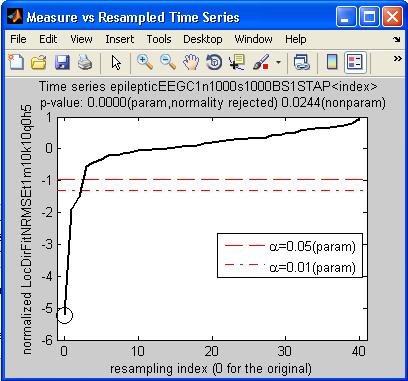 Measure vs Resampled Time Series
File Edit View Insert Tools Desktop Window Help
Time series epilepticEEGC1n1000s1000BS1STAP<index>
p-value: 0.0000(param,normality rejected) 0.0244(nonparam)
normalized LocDirFitNRMSEt1m10k10q0h5
1
0
-1
-2
-3
-4
-5
-6
α=0.05(param)
α=0.01(param)
0 10 20 30 40
resampling index (0 for the original)